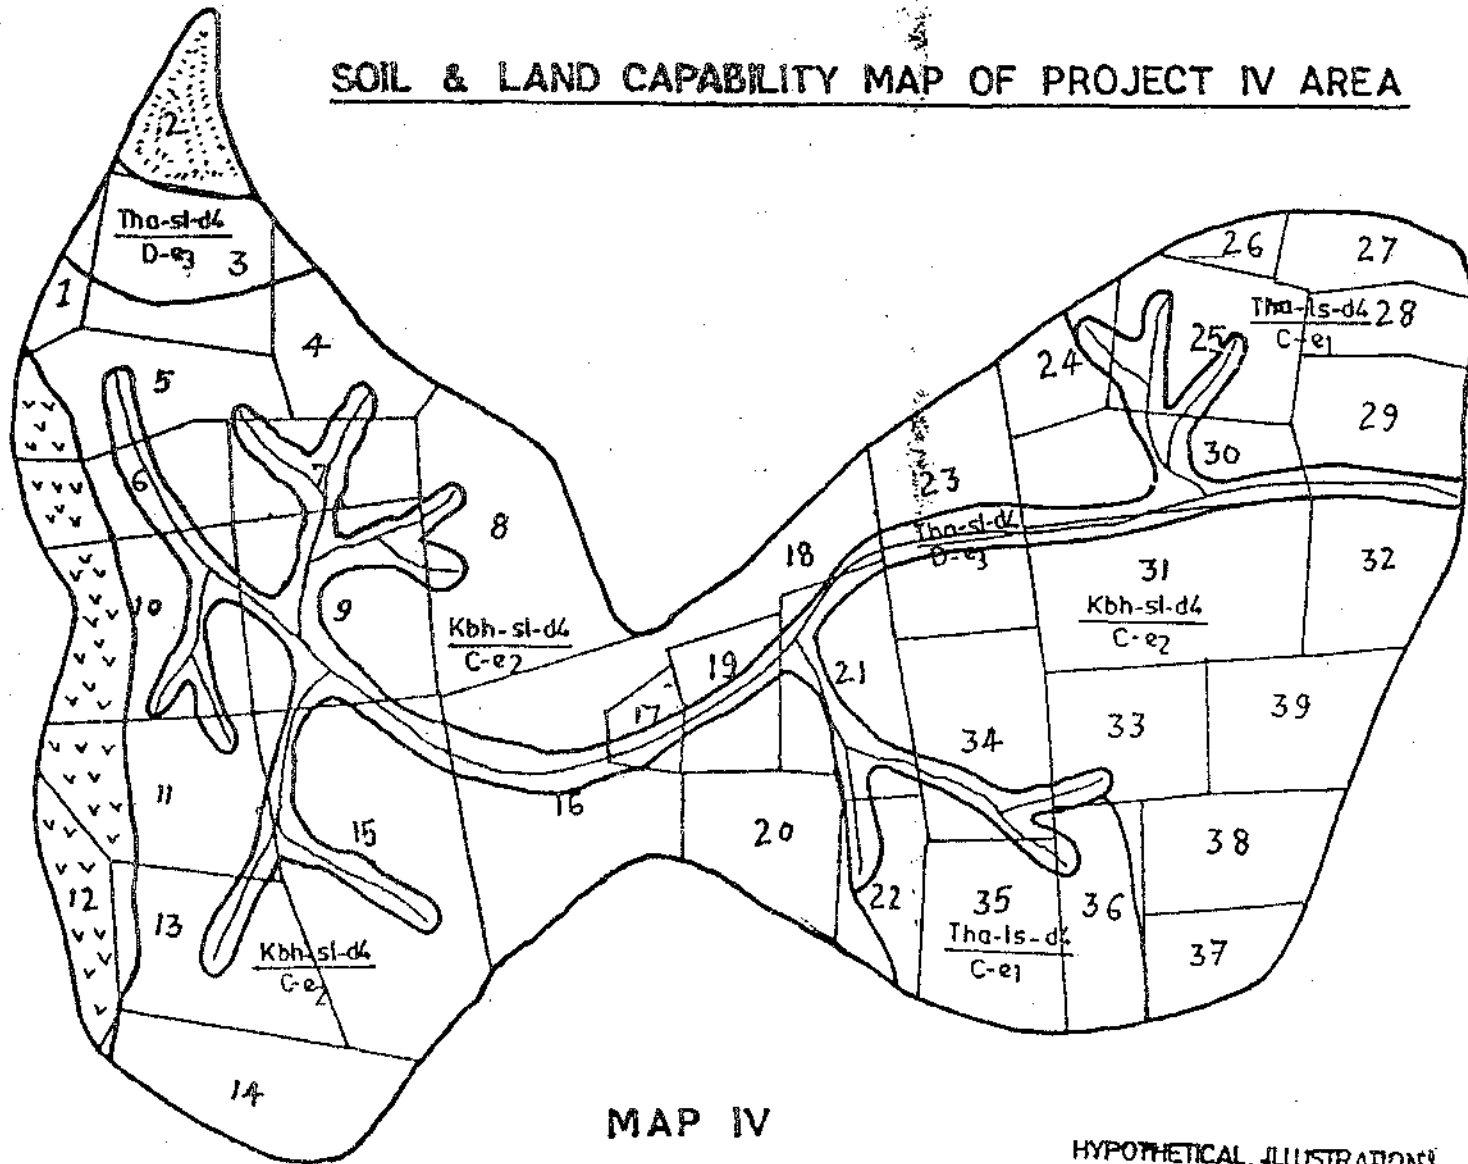 SOIL & LAND CAPABILITY MAP OF PROJECT IV AREA
2
Tha-sl-d4
D-e3
3
1
4
5
6
7
8
9
10
11
12
13
14
15
16
17
18
19
20
21
22
23
24
25
26
27
28
Tha-ls-d4
C-e1
29
30
Tha-sl-d4
D-e3
31
Kbh-sl-d4
C-e2
32
Kbh-sl-d4
C-e2
33
34
39
38
35
36
Tha-ls-d4
C-e1
37
Kbh-sl-d4
C-e2
MAP IV
HYPOTHETICAL ILLUSTRATION